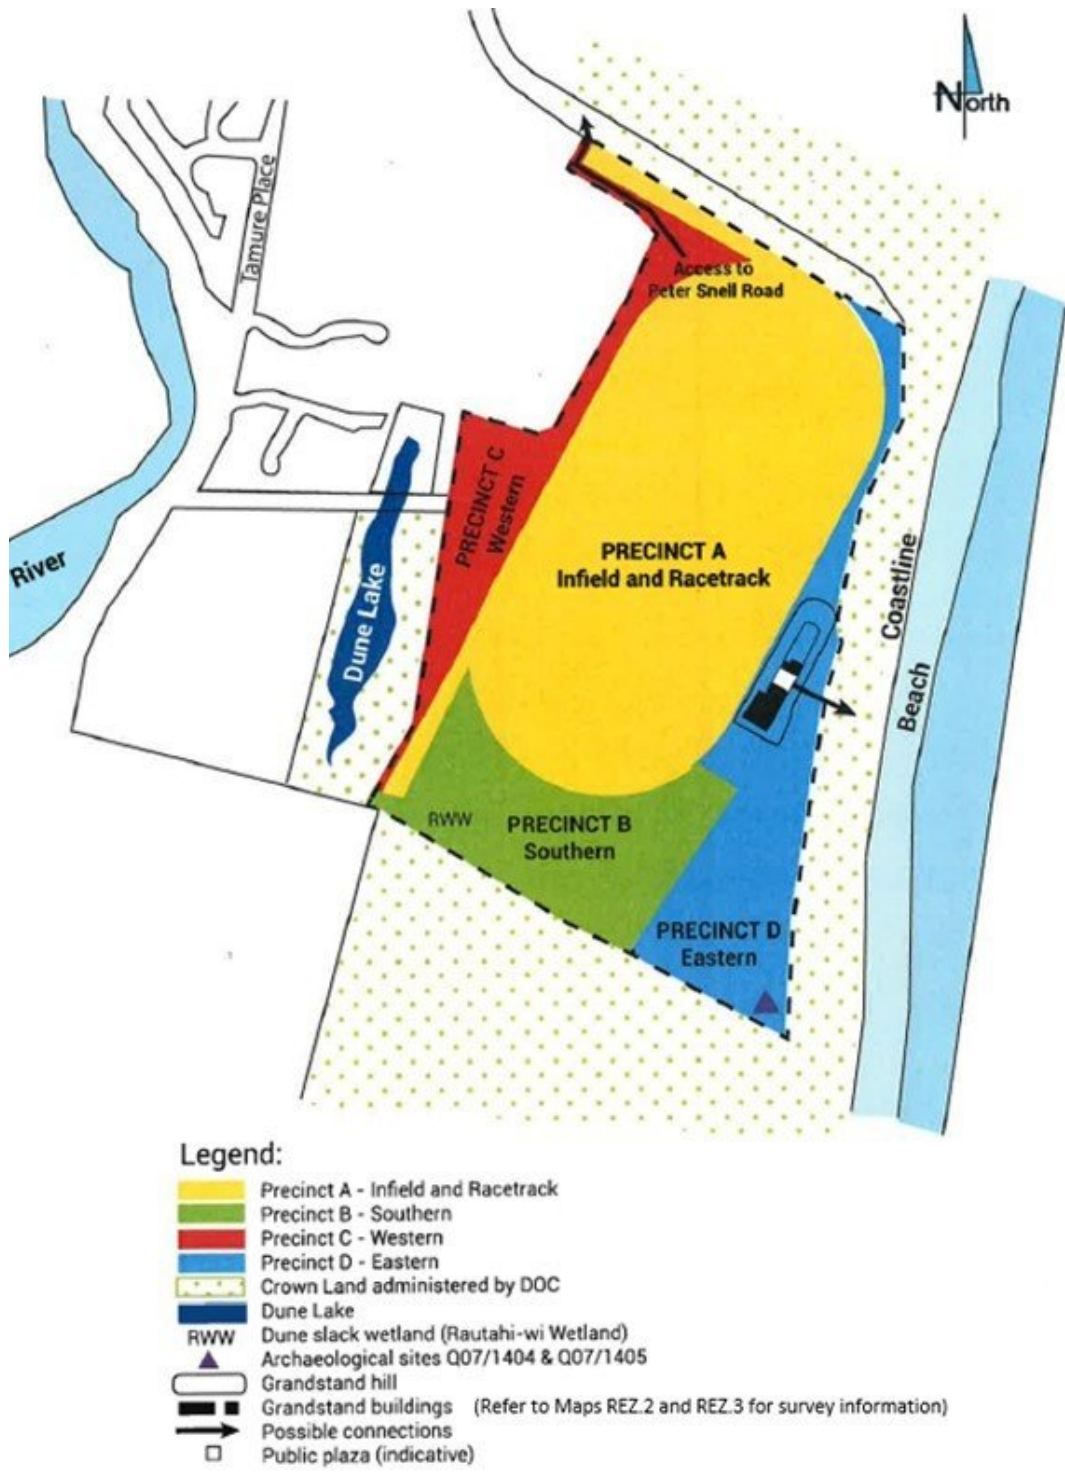 North
Tamure Place
Access to
Peter Snell Road
PRECINCT C
Western
PRECINCT A
Infield and Racetrack
River
Dune Lake
Coastline
Beach
RWW
PRECINCT B
Southern
PRECINCT D
Eastern
Legend:
Precinct A - Infield and Racetrack
Precinct B - Southern
Precinct C - Western
Precinct D - Eastern
Crown Land administered by DOC
Dune Lake
RWW Dune slack wetland (Rautahi-wi Wetland)
Archaeological sites Q07/1404 & Q07/1405
Grandstand hill
Grandstand buildings (Refer to Maps REZ.2 and REZ.3 for survey information)
Possible connections
Public plaza (indicative)